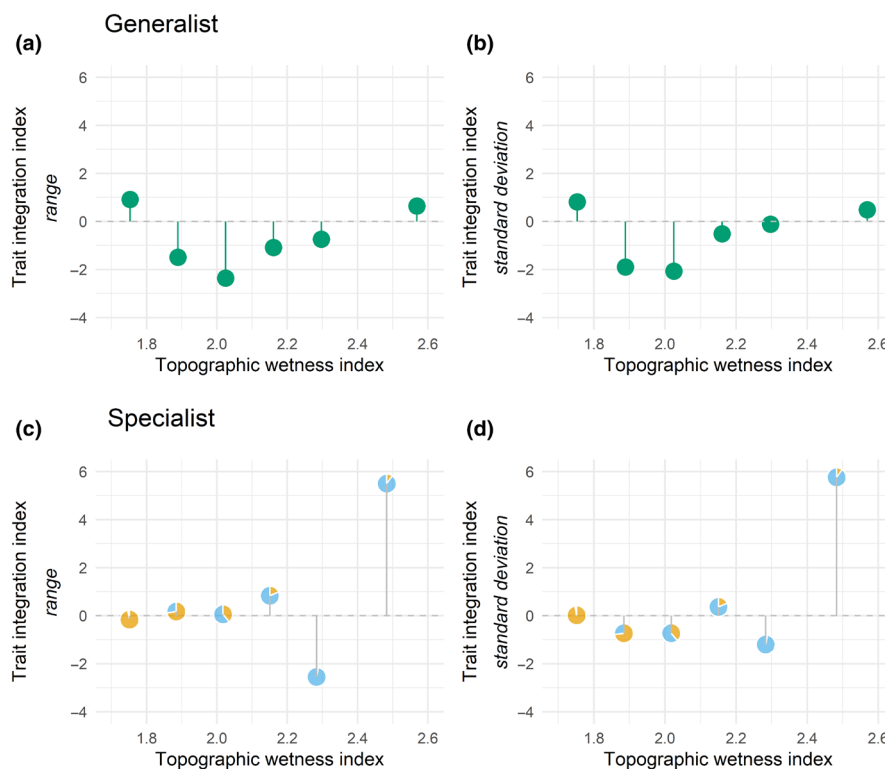 Generalist
(a)
(b)
Trait integration index
range
6
4
2
0
−2
−4
1.8
2.0
2.2
2.4
2.6
Topographic wetness index
Trait integration index
standard deviation
6
4
2
0
−2
−4
1.8
2.0
2.2
2.4
2.6
Topographic wetness index
Specialist
(c)
(d)
Trait integration index
range
6
4
2
0
−2
−4
1.8
2.0
2.2
2.4
2.6
Topographic wetness index
Trait integration index
standard deviation
6
4
2
0
−2
−4
1.8
2.0
2.2
2.4
2.6
Topographic wetness index